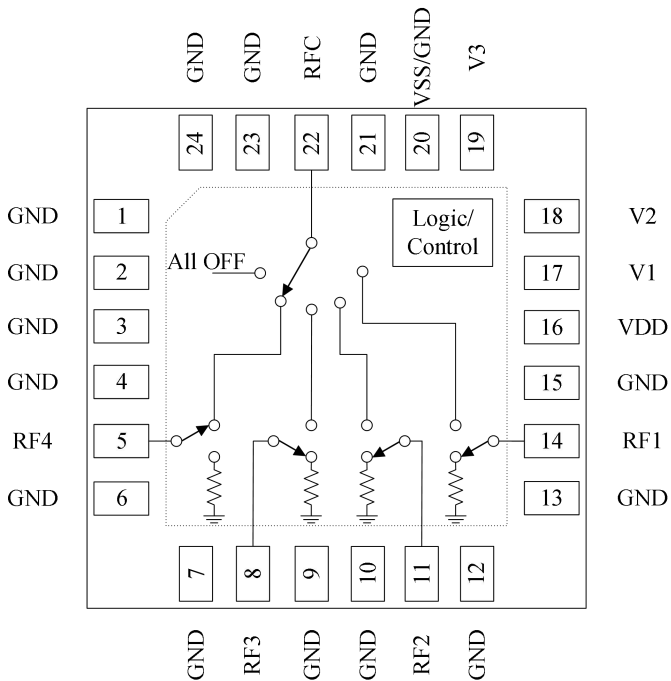 GND GND RFC GND VSS/GND V3
24 23 22 21 20 19
GND 1 18 V2
Logic/
Control
All OFF
GND 2 17 V1
GND 3 16 VDD
GND 4 15 GND
RF4 5 14 RF1
GND 6 13 GND
7 8 9 10 11 12
GND RF3 GND GND RF2 GND